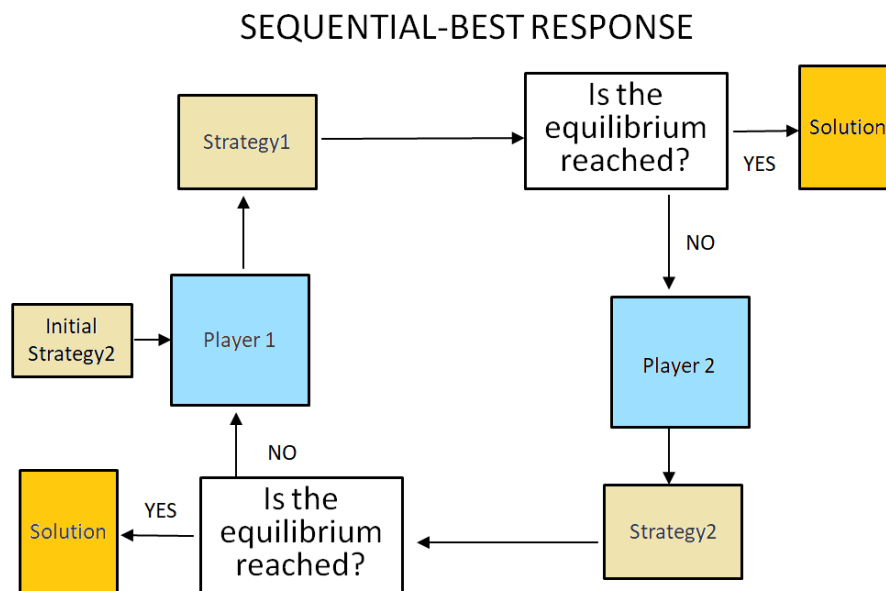 SEQUENTIAL-BEST RESPONSE
Strategy1
Is the
equilibrium
reached?
YES
Solution
NO
Initial
Strategy2
Player 1
Player 2
NO
Solution
YES
Is the
equilibrium
reached?
Strategy2